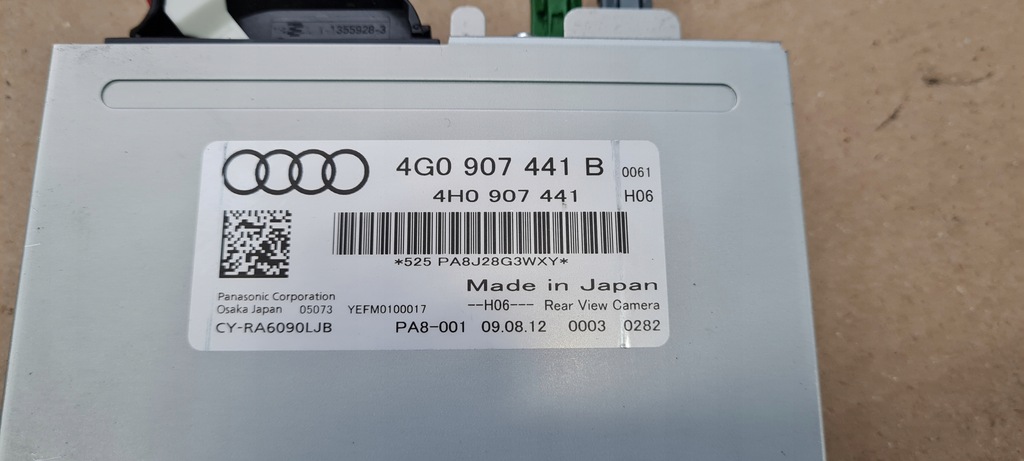 1355928-3
4G0 907 441 B 0061
4H0 907 441 H06
*525 PA8J28G3WXY*
Made in Japan
Panasonic Corporation
Osaka Japan 05073 YEFM0100017 --H06--- Rear View Camera
CY-RA6090LJB PA8-001 09.08.12 0003 0282